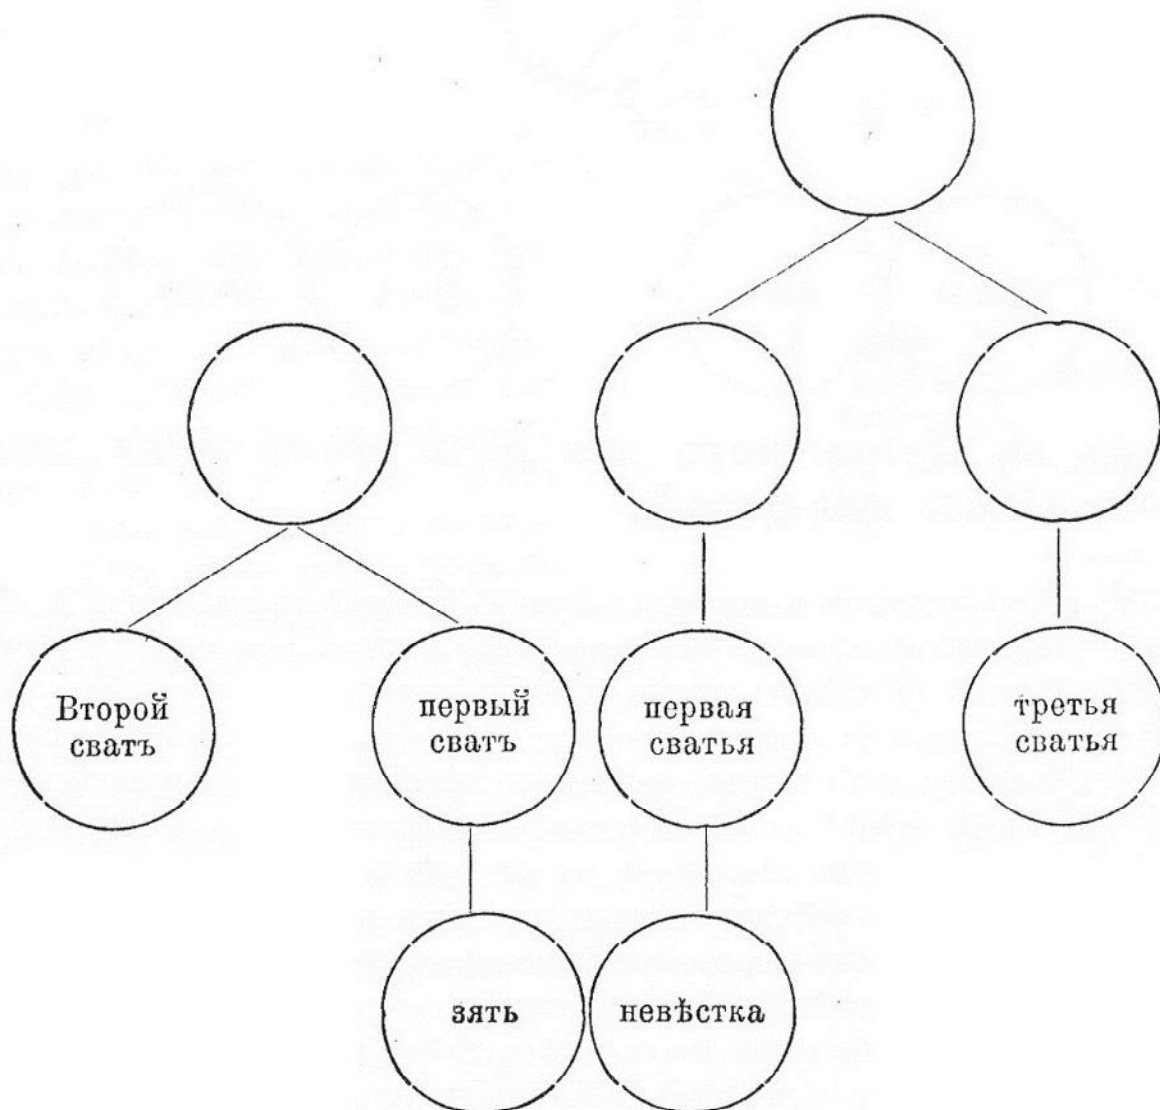 Второй
сватъ
первый
сватъ
первая
сватья
третья
сватья
зять
невѣстка